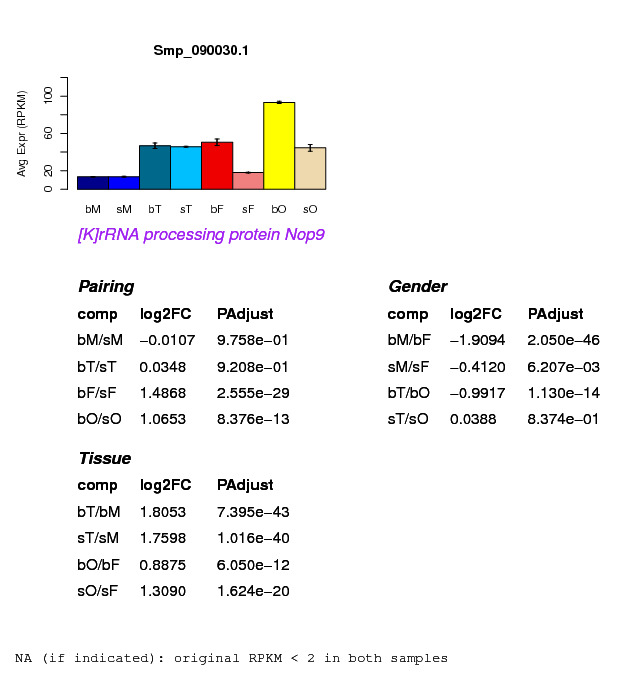 Smp_090030.1
Avg Expr (RPKM)
0 20 60 100
bM sM bT sT bF sF bO sO
[K]rRNA processing protein Nop9
Pairing
comp log2FC PAdjust
bM/sM −0.0107 9.758e−01
bT/sT 0.0348 9.208e−01
bF/sF 1.4868 2.555e−29
bO/sO 1.0653 8.376e−13
Gender
comp log2FC PAdjust
bM/bF −1.9094 2.050e−46
sM/sF −0.4120 6.207e−03
bT/bO −0.9917 1.130e−14
sT/sO 0.0388 8.374e−01
Tissue
comp log2FC PAdjust
bT/bM 1.8053 7.395e−43
sT/sM 1.7598 1.016e−40
bO/bF 0.8875 6.050e−12
sO/sF 1.3090 1.624e−20
NA (if indicated): original RPKM < 2 in both samples